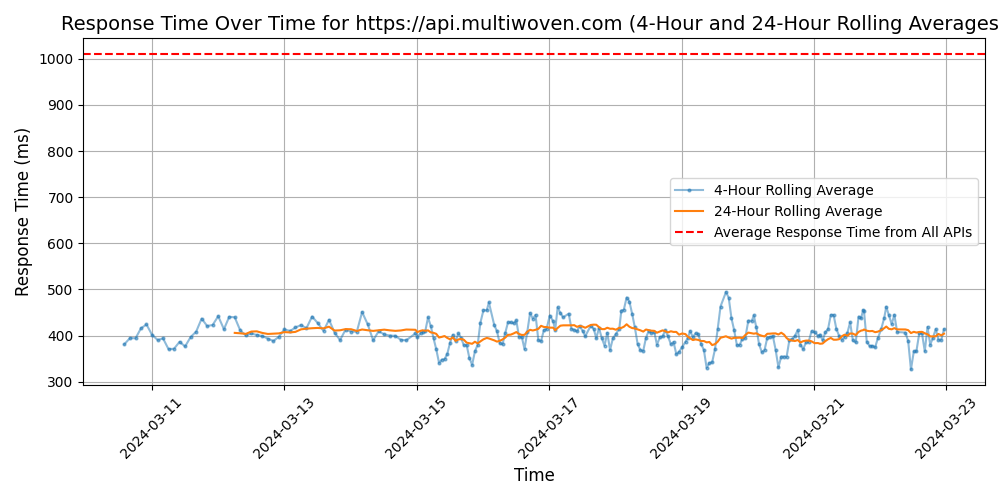 Response Time Over Time for https://api.multiwoven.com (4-Hour and 24-Hour Rolling Averages
Response Time (ms)
1000
900
800
700
600
500
400
300
4-Hour Rolling Average
24-Hour Rolling Average
Average Response Time from All APIs
2024-03-11
2024-03-13
2024-03-15
2024-03-17
2024-03-19
2024-03-21
2024-03-23
Time